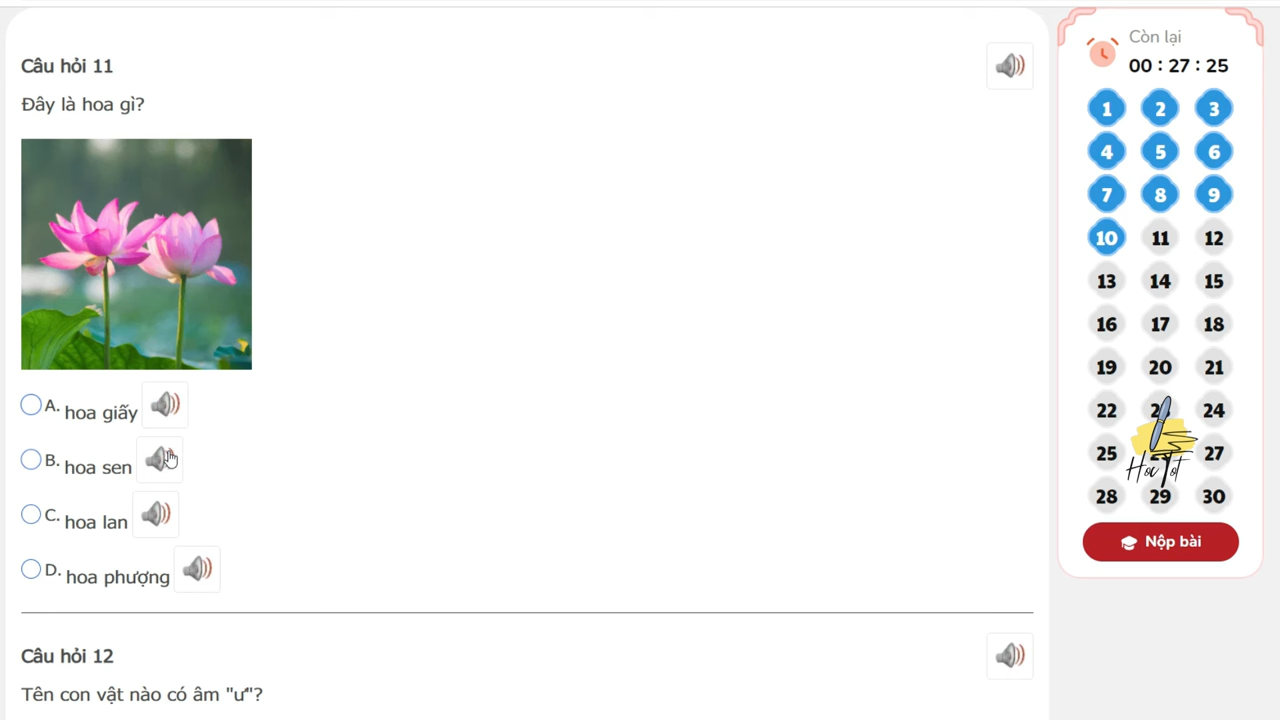 Câu hỏi 11
Đây là hoa gì?
A. hoa giấy
B. hoa sen
C. hoa lan
D. hoa phượng
Câu hỏi 12
Tên con vật nào có âm "ư"?
Còn lại
00 : 27 : 25
1 2 3
4 5 6
7 8 9
10 11 12
13 14 15
16 17 18
19 20 21
22 24
25 27
Học Tốt
28 29 30
Nộp bài